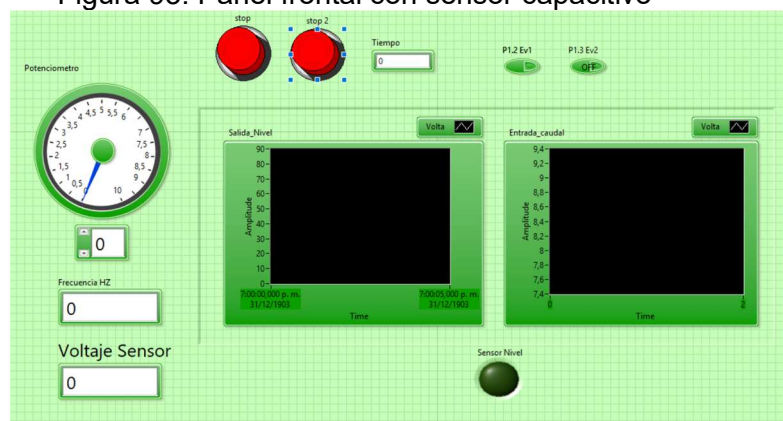 stop
stop 2
Tiempo
0
P1.2 Ev1
P1.3 Ev2
OFF
Potenciometro
0
0,5
1
1,5
2
2,5
3
3,5
4
4,5
5
5,5
6
7
7,5
8
8,5
9
10
0
Frecuencia HZ
0
Voltaje Sensor
0
Salida_Nivel
Volta
Amplitude
90
80
70
60
50
40
30
20
10
0
7:00:00,000 p. m.
31/12/1903
7:00:05,000 p. m.
31/12/1903
Time
Entrada_caudal
Volta
Amplitude
9,4
9,2
9
8,8
8,6
8,4
8,2
8
7,8
7,6
7,4
0
2
Time
Sensor Nivel